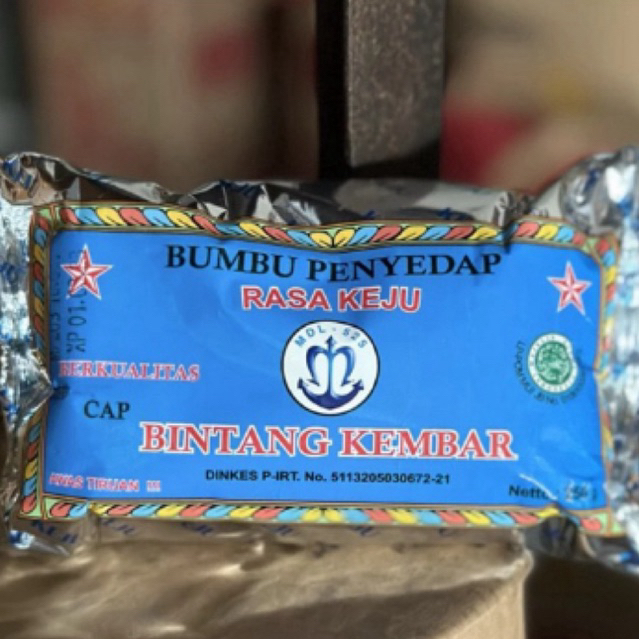 BUMBU PENYEDAP
RASA KEJU
MDL - 525
BERKUALITAS
CAP
BINTANG KEMBAR
DINKES P-IRT. No. 5113205030672-21
AWAS TIRUAN !!!
Netto